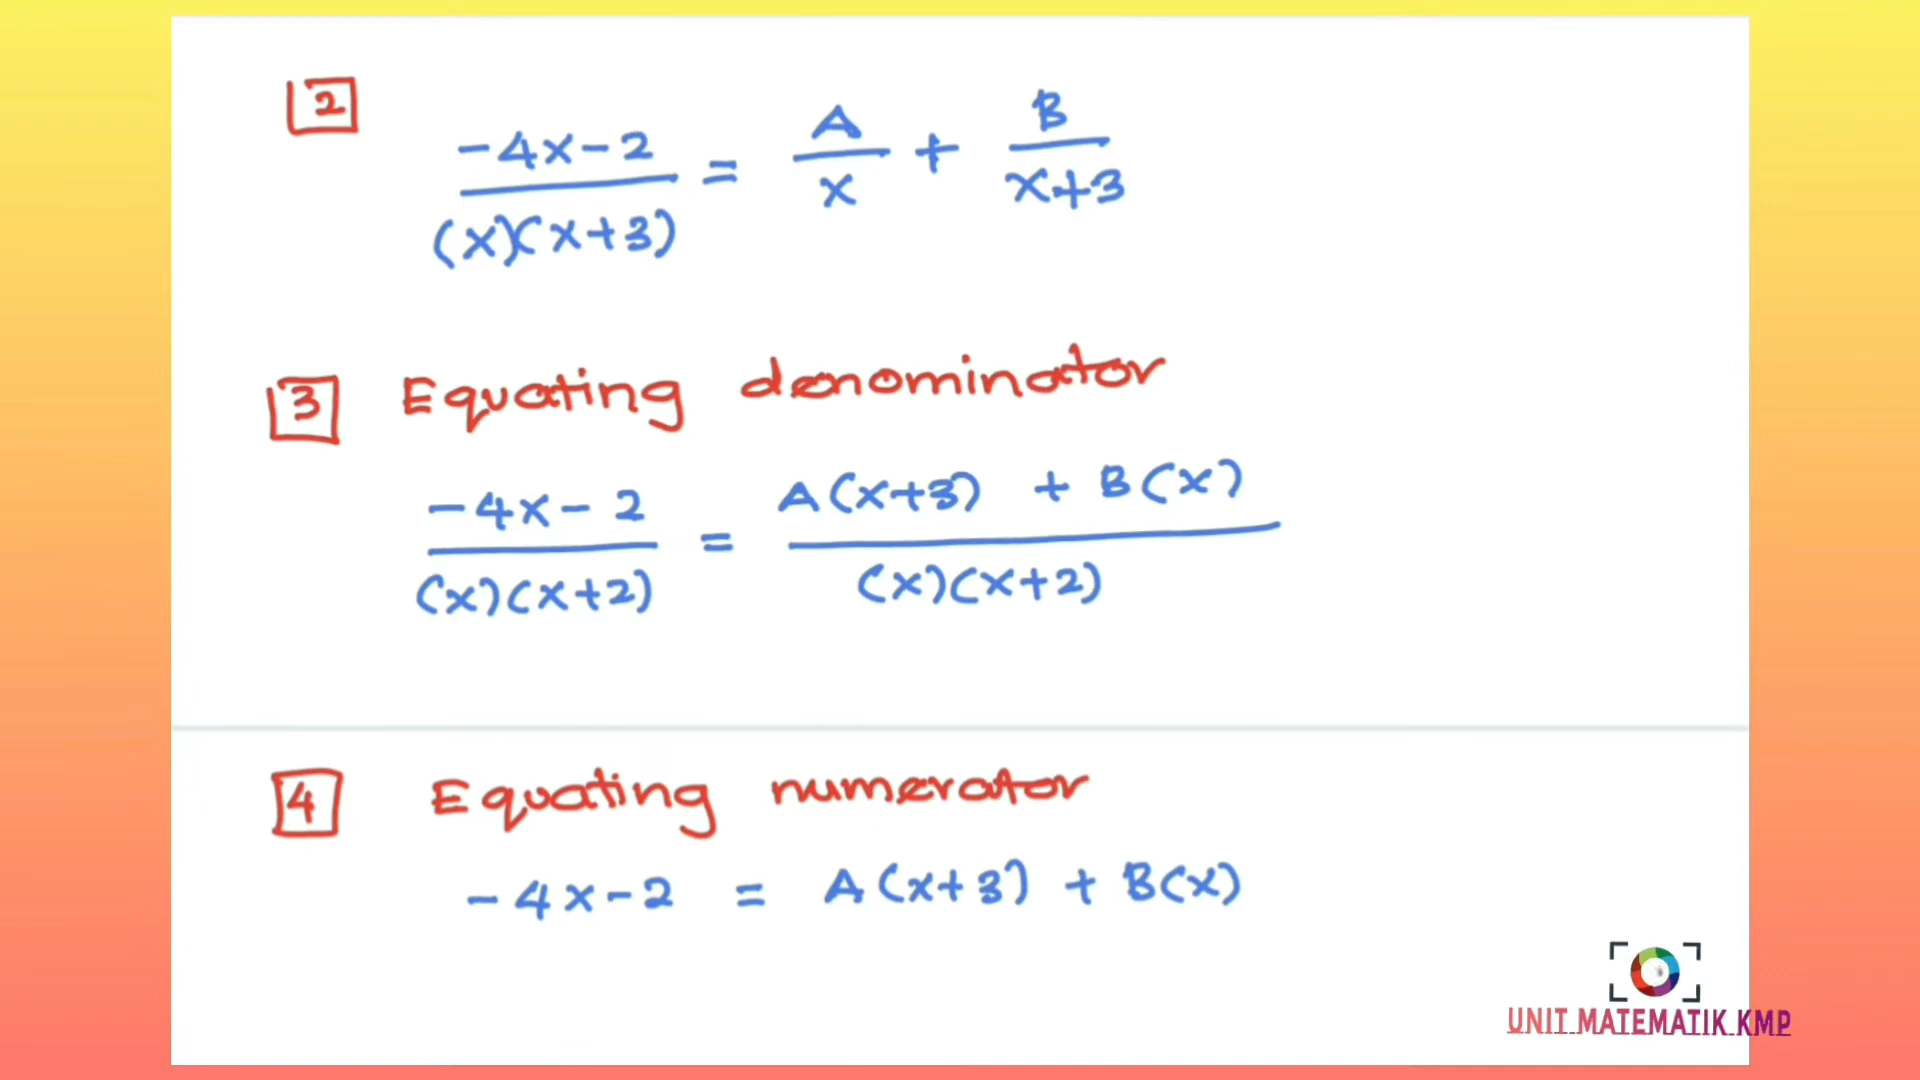 2
-4x-2 / (x)(x+3) = A / x + B / x+3
3 Equating denominator
-4x-2 / (x)(x+2) = A(x+3) + B(x) / (x)(x+2)
4 Equating numerator
-4x-2 = A(x+3) + B(x)
UNIT.MATEMATIK.KMP